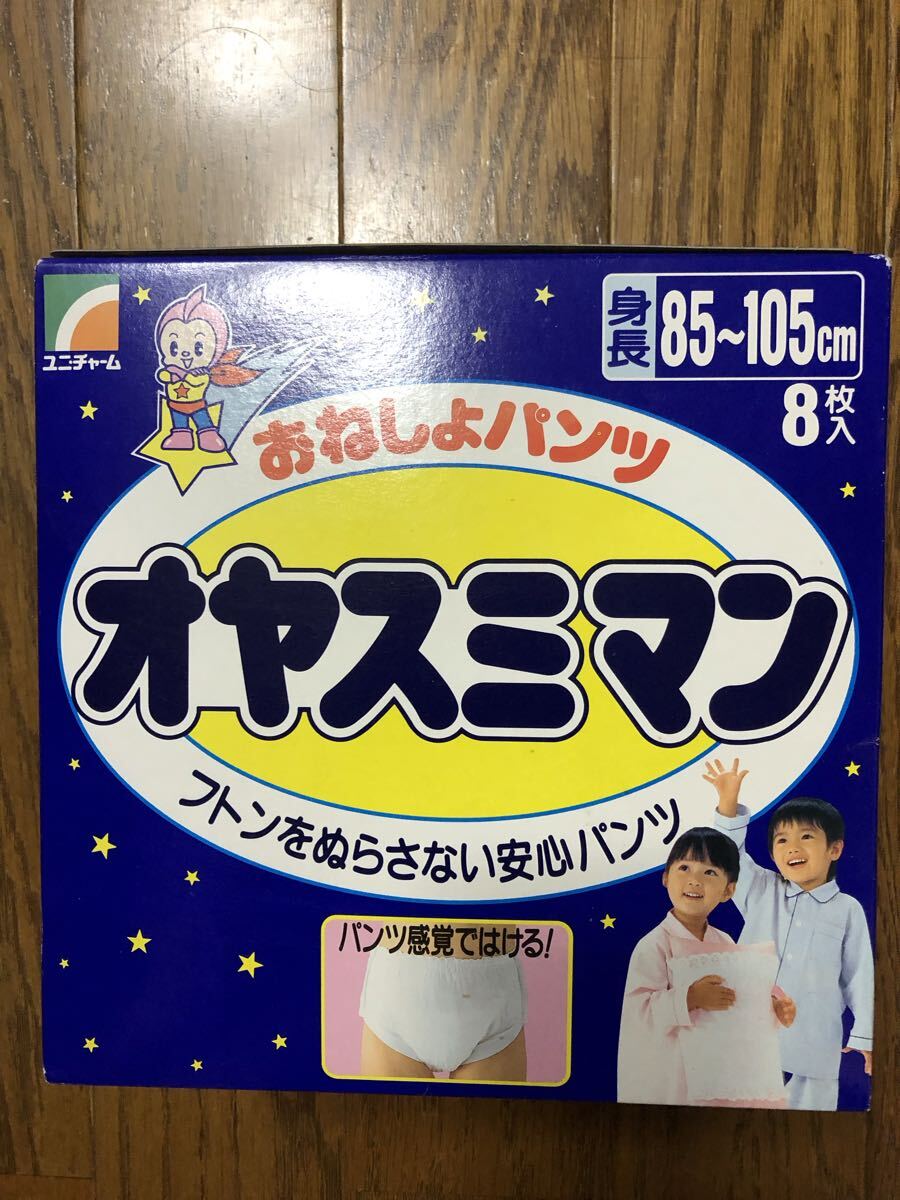 ユニ・チャーム
身長
85~105cm
8枚入
おねしょパンツ
オヤスミマン
フトンをぬらさない安心パンツ
パンツ感覚ではける!